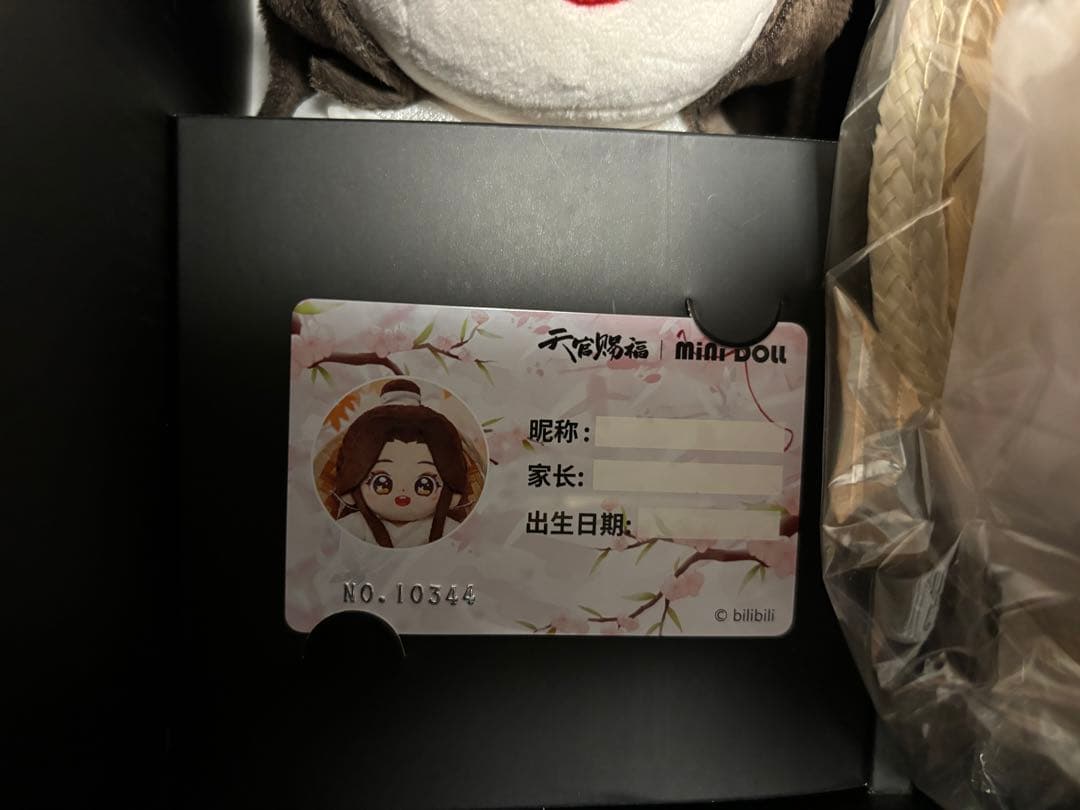 天官赐福 | MINI DOLL
昵称:
家长:
出生日期:
NO.10344
© bilibili